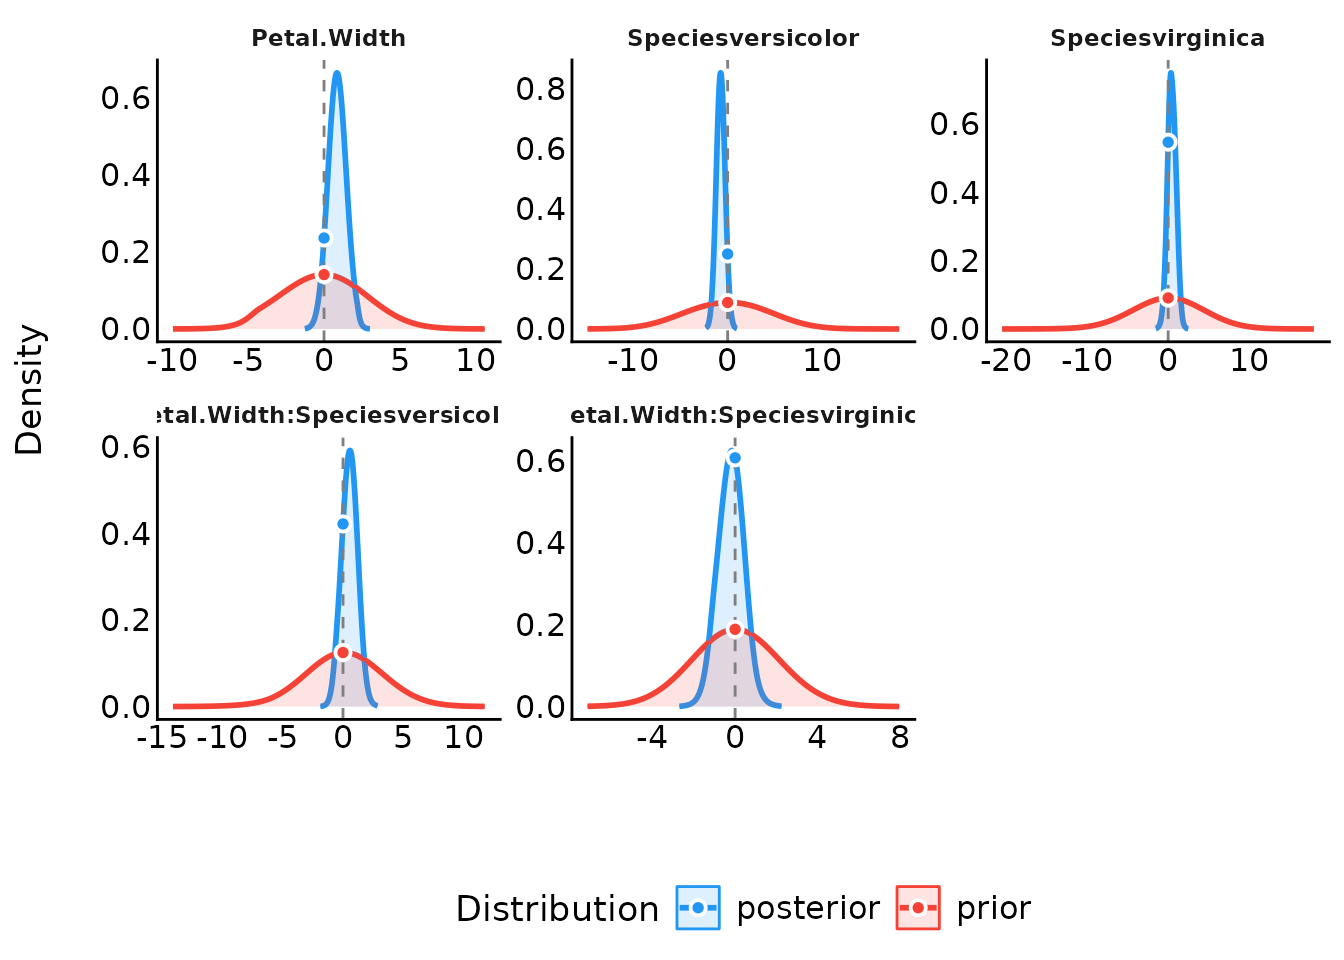 Petal.Width Speciesversicolor Speciesvirginica
0.6 0.4 0.2 0.0
0.8 0.6 0.4 0.2 0.0
0.6 0.4 0.2 0.0
-10 -5 0 5 10
-10 0 10
-20 -10 0 10
Density
etal.Width:Speciesversicol etal.Width:Speciesvirginic
0.6 0.4 0.2 0.0
0.6 0.4 0.2 0.0
-15 -10 -5 0 5 10
-4 0 4 8
Distribution posterior prior